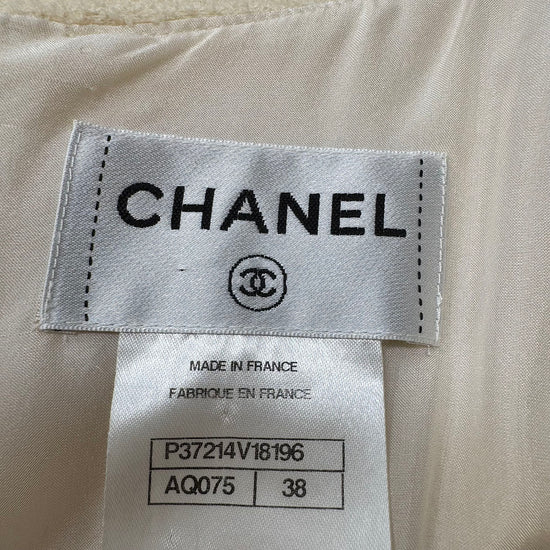 CHANEL
MADE IN FRANCE
FABRIQUE EN FRANCE
P37214V18196
AQ075 38